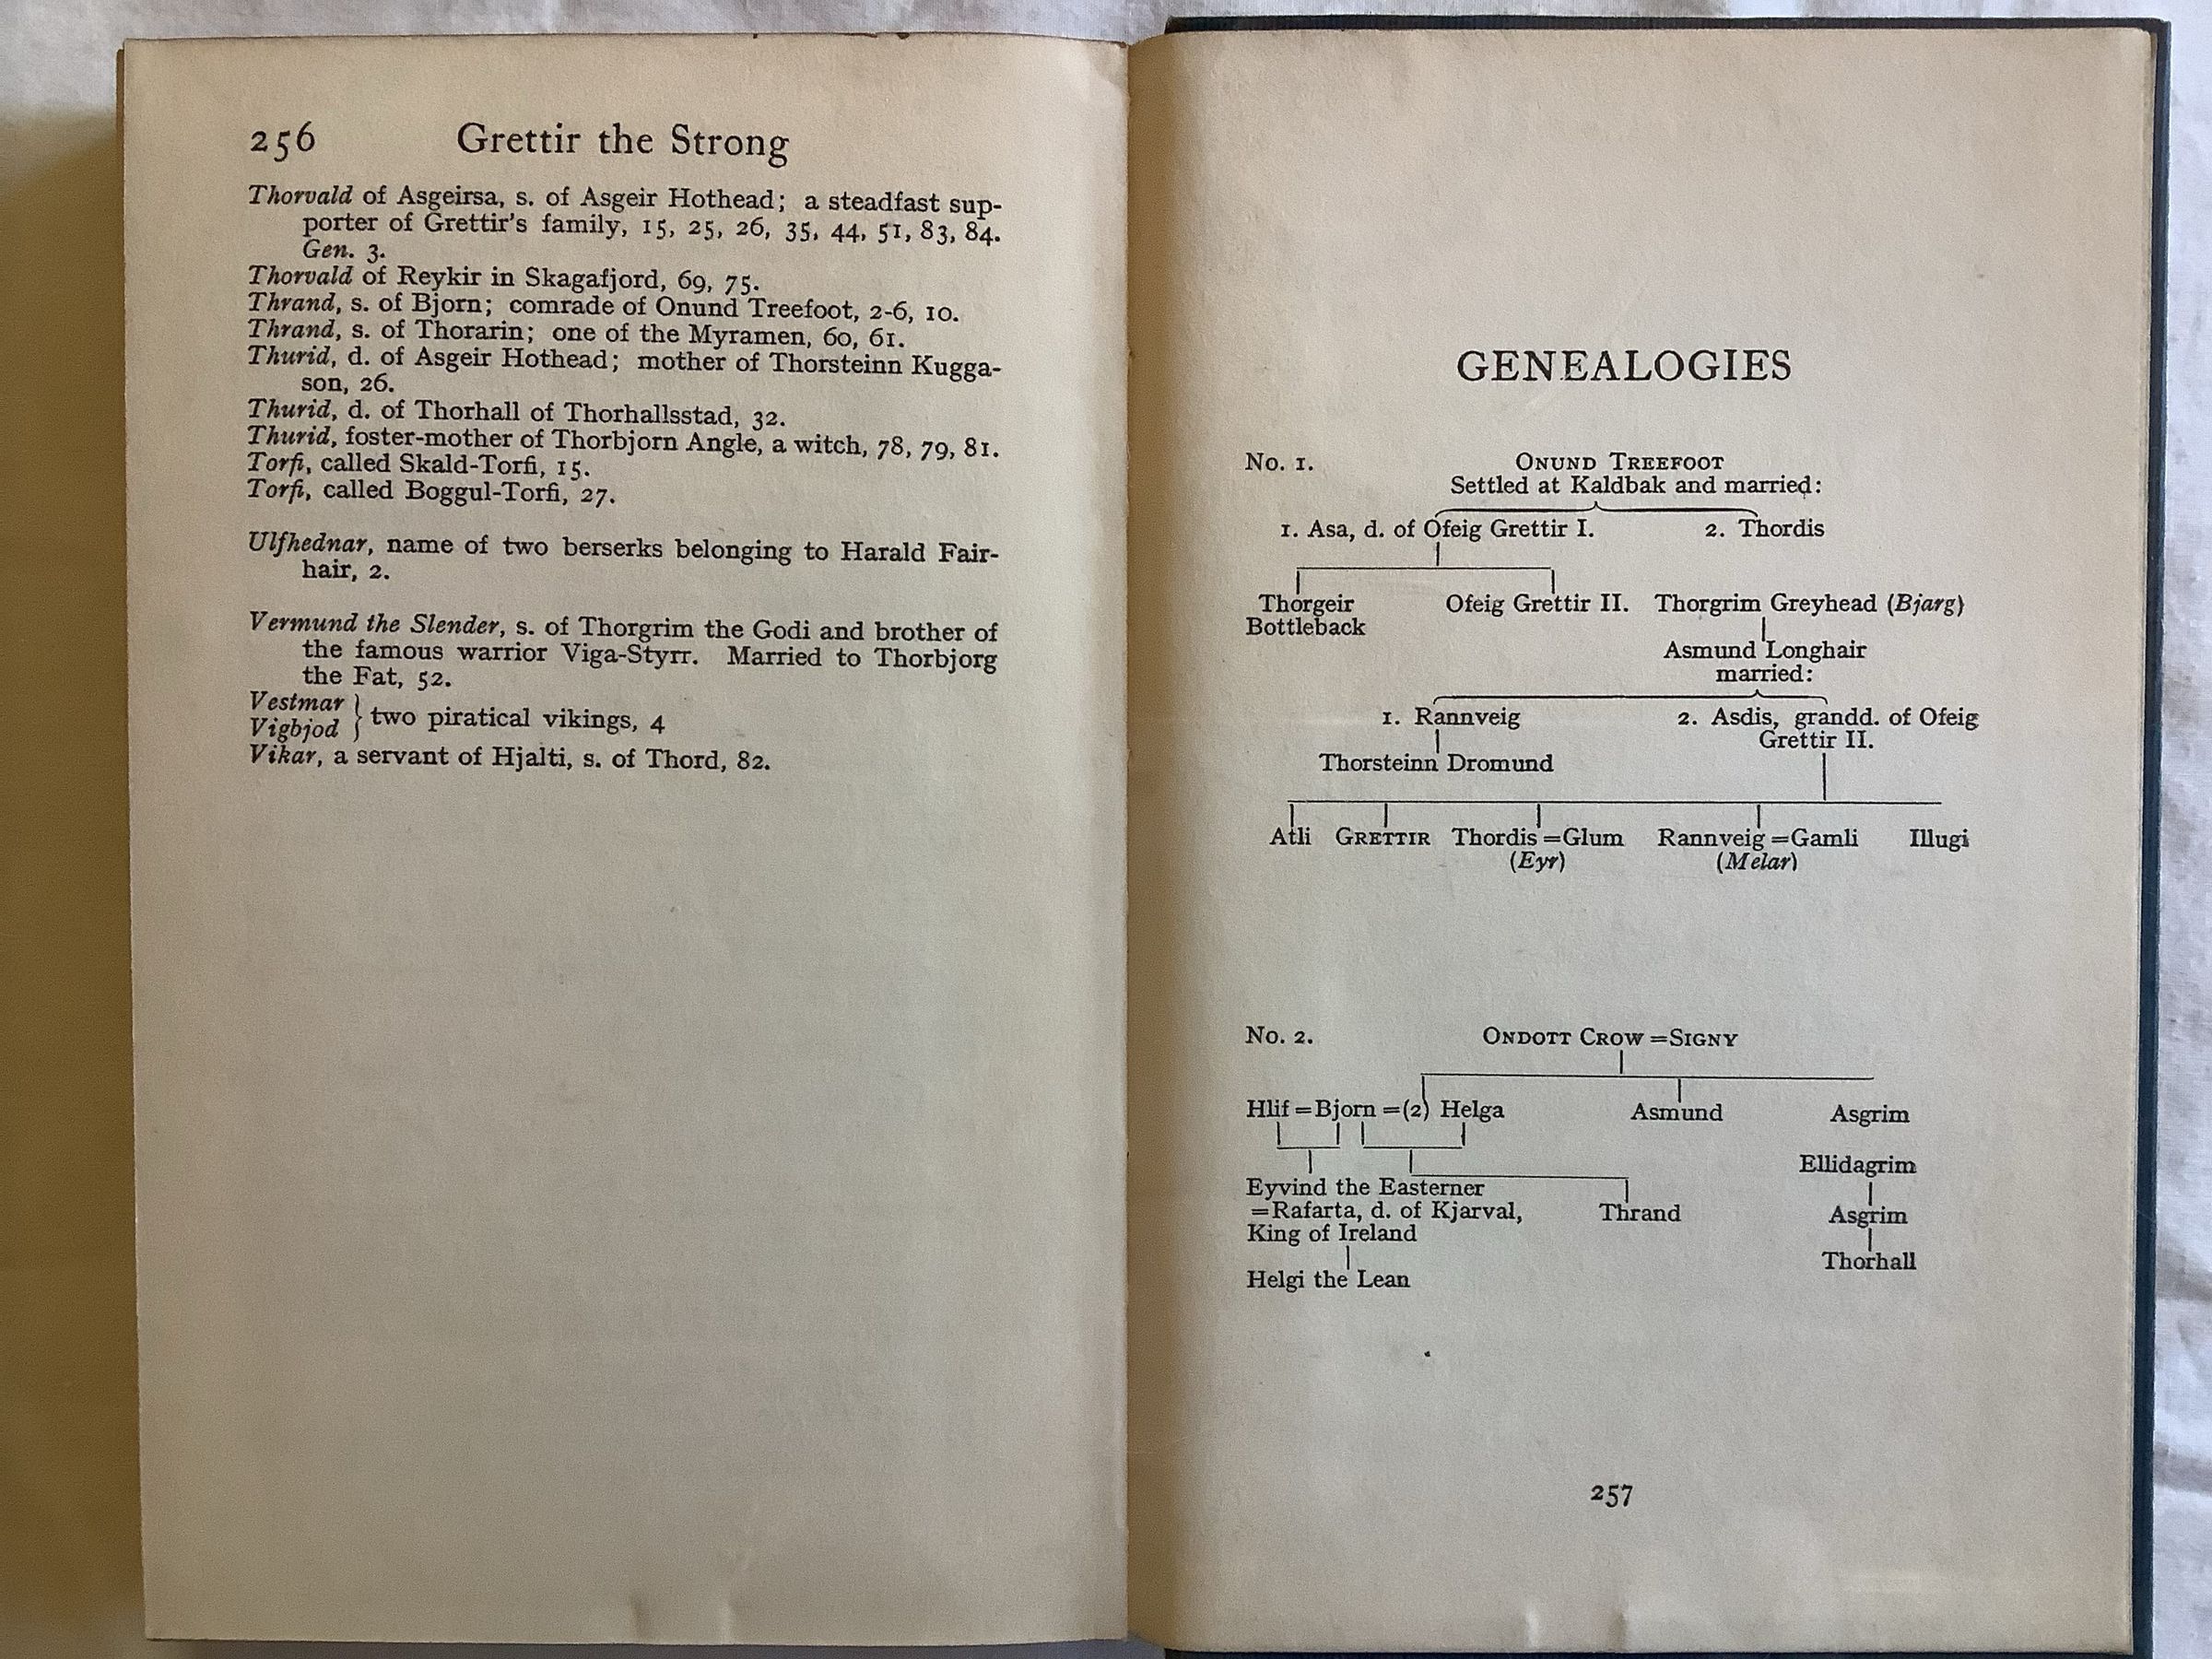 256 Grettir the Strong
Thorvald of Asgeirsa, s. of Asgeir Hothead; a steadfast sup-
porter of Grettir's family, 15, 25, 26, 35, 44, 51, 83, 84.
Gen. 3.
Thorvald of Reykir in Skagafjord, 69, 75.
Thrand, s. of Bjorn; comrade of Onund Treefoot, 2-6, 10.
Thrand, s. of Thorarin; one of the Myramen, 60, 61.
Thurid, d. of Asgeir Hothead; mother of Thorsteinn Kugga-
son, 26.
Thurid, d. of Thorhall of Thorhallsstad, 32.
Thurid, foster-mother of Thorbjorn Angle, a witch, 78, 79, 81.
Torfi, called Skald-Torfi, 15.
Torfi, called Boggul-Torfi, 27.
Ulfhednar, name of two berserks belonging to Harald Fair-
hair, 2.
Vermund the Slender, s. of Thorgrim the Godi and brother of
the famous warrior Viga-Styrr. Married to Thorbjorg
the Fat, 52.
Vestmar
Vigbjod } two piratical vikings, 4
Vikar, a servant of Hjalti, s. of Thord, 82.
GENEALOGIES
No. 1. ONUND TREEFOOT
Settled at Kaldbak and married:
1. Asa, d. of Ofeig Grettir I. 2. Thordis
Thorgeir Ofeig Grettir II. Thorgrim Greyhead (Bjarg)
Bottleback
Asmund Longhair
married:
1. Rannveig 2. Asdis, grandd. of Ofeig
Grettir II.
Thorsteinn Dromund
Atli GRETTIR Thordis=Glum Rannveig=Gamli Illugi
(Eyr) (Melar)
No. 2. ONDOTT CROW=SIGNY
Hlif=Bjorn=(2) Helga Asmund Asgrim
Ellidagrim
Eyvind the Easterner
=Rafarta, d. of Kjarval, Thrand Asgrim
King of Ireland
Thorhall
Helgi the Lean
257